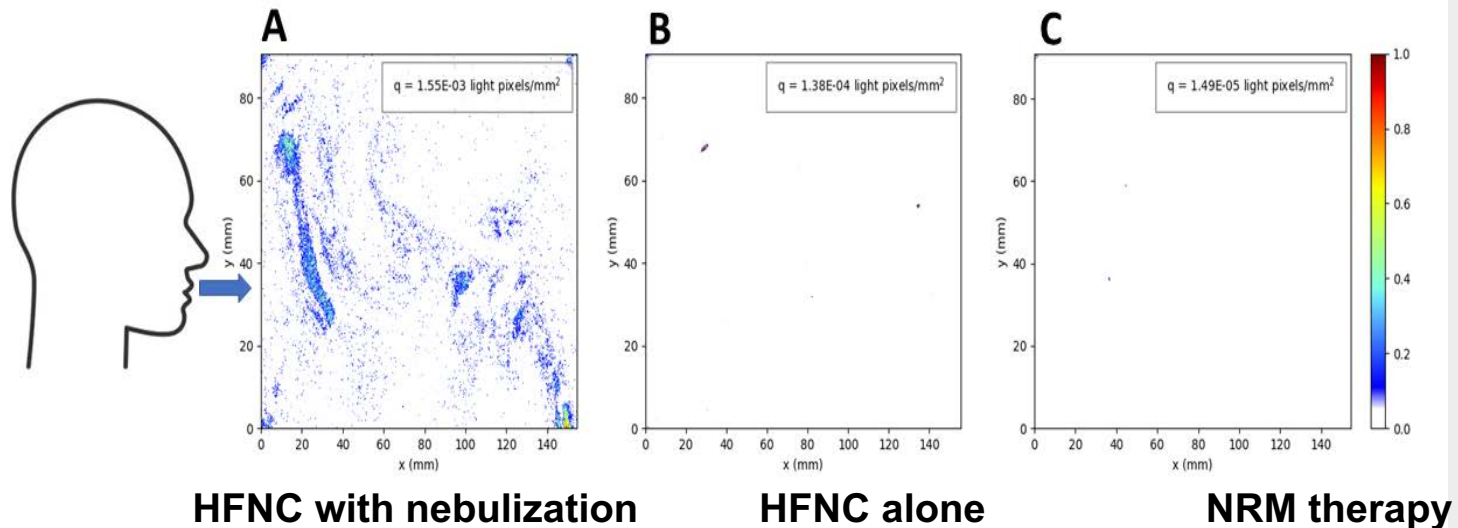 A
B
C
q = 1.55E-03 light pixels/mm²
q = 1.38E-04 light pixels/mm²
q = 1.49E-05 light pixels/mm²
80
60
40
20
0
y (mm)
0 20 40 60 80 100 120 140
x (mm)
80
60
40
20
0
y (mm)
0 20 40 60 80 100 120 140
x (mm)
80
60
40
20
0
y (mm)
0 20 40 60 80 100 120 140
x (mm)
1.0
0.8
0.6
0.4
0.2
0.0
HFNC with nebulization
HFNC alone
NRM therapy